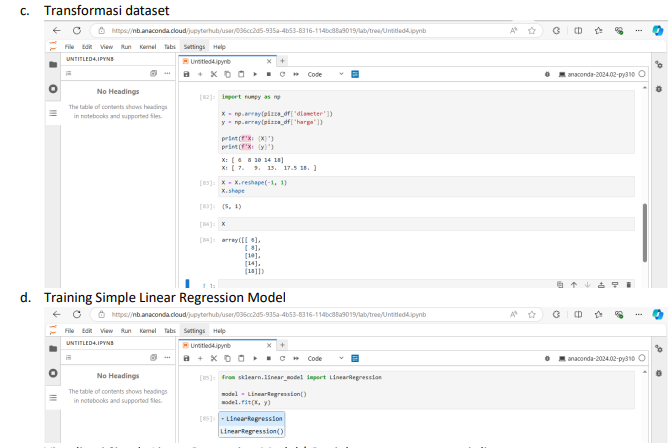 c. Transformasi dataset
https://nb.anaconda.cloud/jupyterhub/user/036cc2d5-935a-4b53-8316-114bc88a9019/lab/tree/Untitled4.ipynb
File Edit View Run Kernel Tabs Settings Help
UNTITLED4.IPYNB
Untitled4.ipynb
Code
anaconda-2024.02-py310
No Headings
The table of contents shows headings
in notebooks and supported files.
[82]: import numpy as np
X = np.array(pizza_df['diameter'])
y = np.array(pizza_df['harga'])
print(f'X: {X}')
print(f'X: {y}')
X: [ 6 8 10 14 18]
X: [ 7. 9. 13. 17.5 18. ]
[83]: X = X.reshape(-1, 1)
X.shape
[83]: (5, 1)
[84]: X
[84]: array([[ 6],
[ 8],
[10],
[14],
[18]])
[ ]:
d. Training Simple Linear Regression Model
https://nb.anaconda.cloud/jupyterhub/user/036cc2d5-935a-4b53-8316-114bc88a9019/lab/tree/Untitled4.ipynb
File Edit View Run Kernel Tabs Settings Help
UNTITLED4.IPYNB
Untitled4.ipynb
Code
anaconda-2024.02-py310
No Headings
The table of contents shows headings
in notebooks and supported files.
[85]: from sklearn.linear_model import LinearRegression
model = LinearRegression()
model.fit(X, y)
[85]: LinearRegression
LinearRegression()